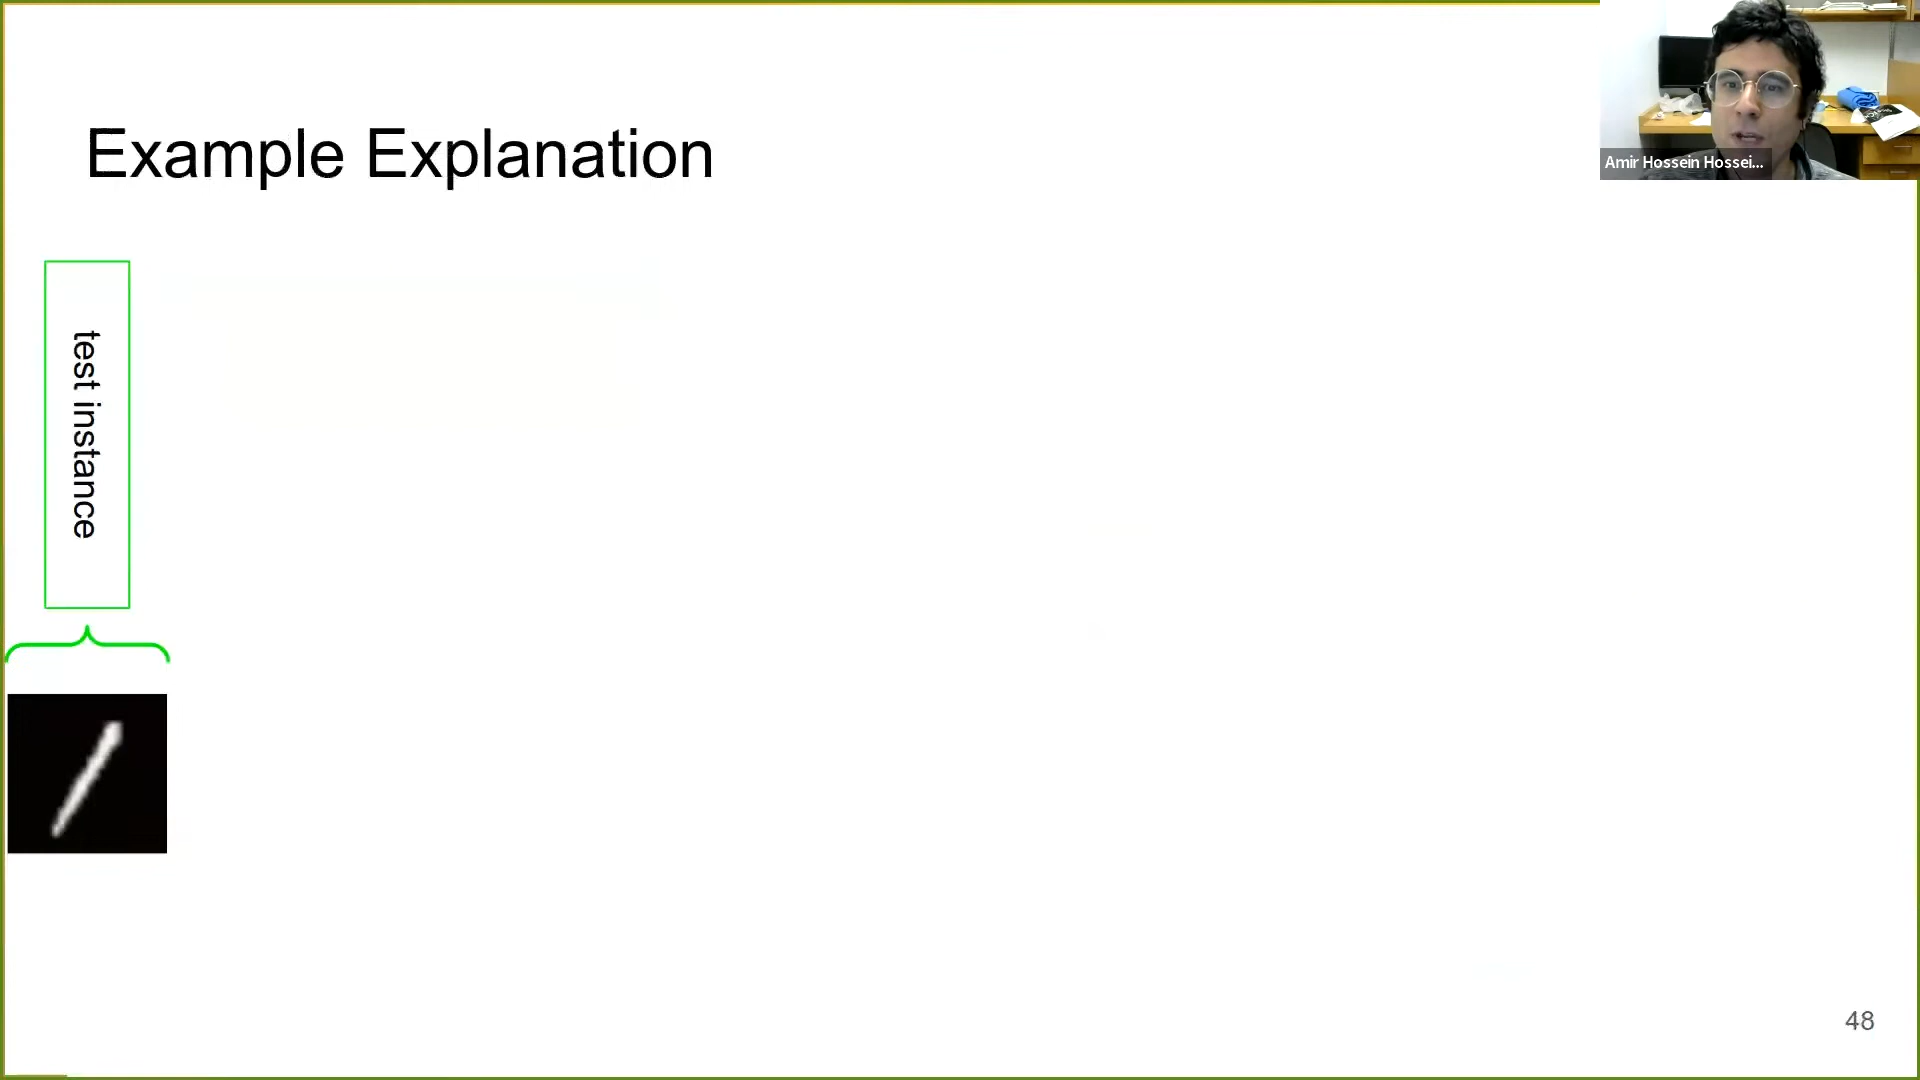 Example Explanation
Amir Hossein Hossei...
test instance
48